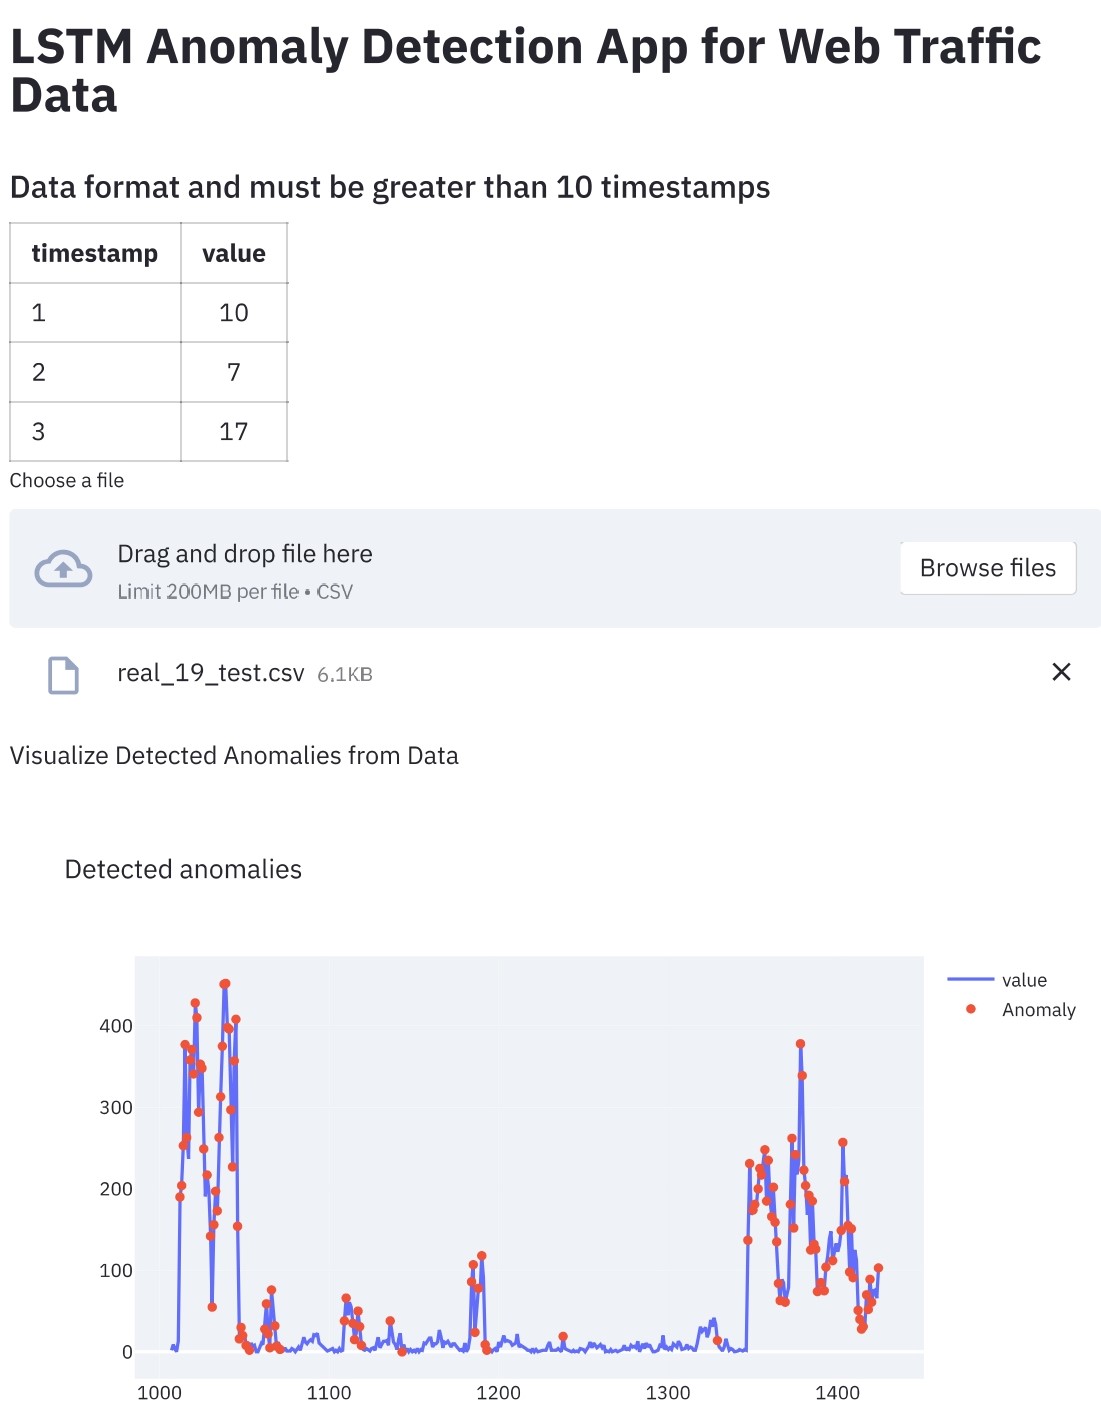 LSTM Anomaly Detection App for Web Traffic
Data
Data format and must be greater than 10 timestamps
timestamp value
1 10
2 7
3 17
Choose a file
Drag and drop file here
Limit 200MB per file • CSV
Browse files
real_19_test.csv 6.1KB
Visualize Detected Anomalies from Data
Detected anomalies
value
Anomaly
400
300
200
100
0
1000 1100 1200 1300 1400